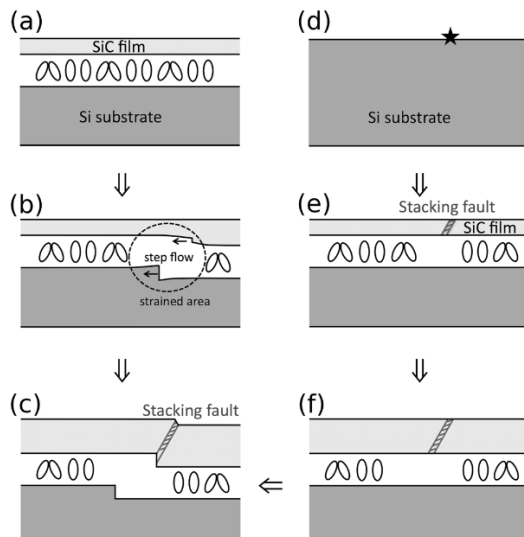 (a)
SiC film
Si substrate
(b)
step flow
strained area
(c)
Stacking fault
(d)
Si substrate
(e)
Stacking fault
SiC film
(f)